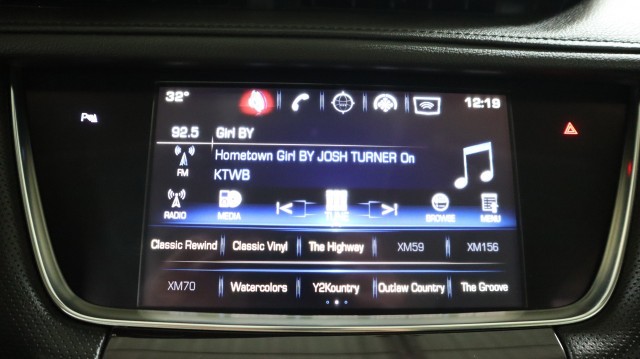 32° 12:19
92.5 Girl BY
Hometown Girl BY JOSH TURNER On
KTWB
FM
RADIO MEDIA TUNE BROWSE MENU
Classic Rewind Classic Vinyl The Highway XM59 XM156
XM70 Watercolors Y2Kountry Outlaw Country The Groove